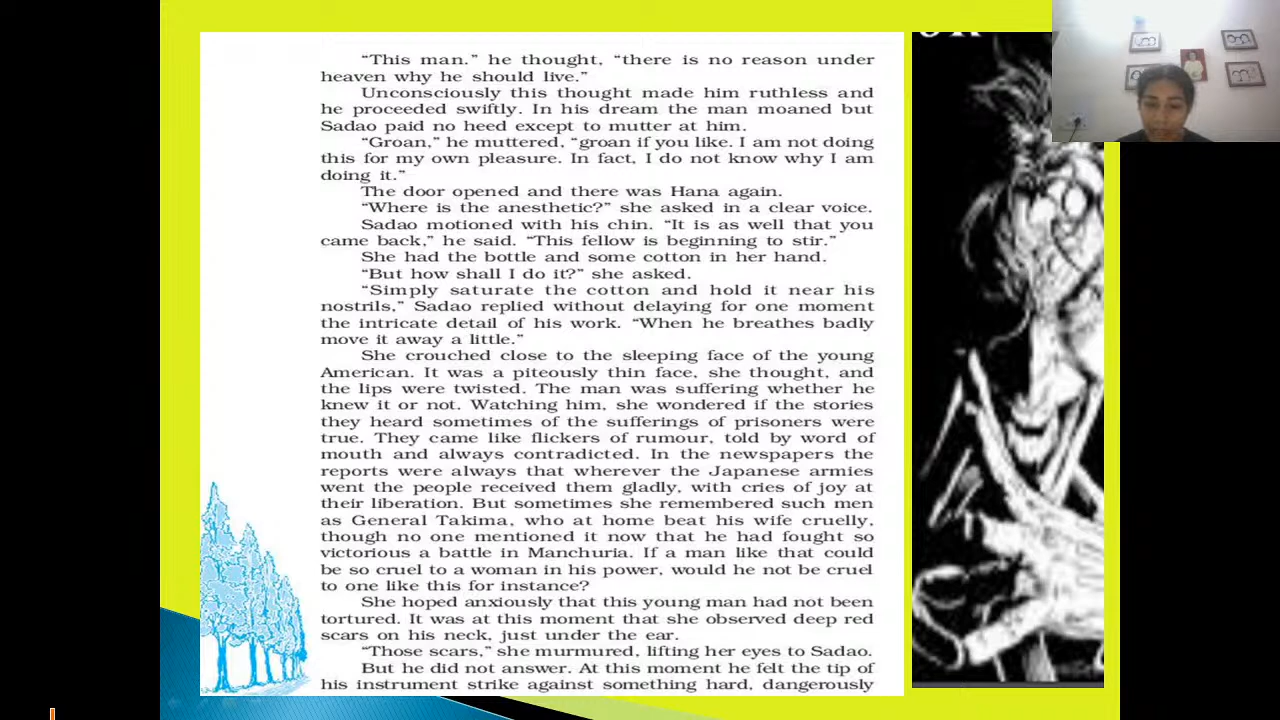 “This man.” he thought, “there is no reason under
heaven why he should live.”
Unconsciously this thought made him ruthless and
he proceeded swiftly. In his dream the man moaned but
Sadao paid no heed except to mutter at him.
“Groan,” he muttered, “groan if you like. I am not doing
this for my own pleasure. In fact, I do not know why I am
doing it.”
The door opened and there was Hana again.
“Where is the anesthetic?” she asked in a clear voice.
Sadao motioned with his chin. “It is as well that you
came back,” he said. “This fellow is beginning to stir.”
She had the bottle and some cotton in her hand.
“But how shall I do it?” she asked.
“Simply saturate the cotton and hold it near his
nostrils,” Sadao replied without delaying for one moment
the intricate detail of his work. “When he breathes badly
move it away a little.”
She crouched close to the sleeping face of the young
American. It was a piteously thin face, she thought, and
the lips were twisted. The man was suffering whether he
knew it or not. Watching him, she wondered if the stories
they heard sometimes of the sufferings of prisoners were
true. They came like flickers of rumour, told by word of
mouth and always contradicted. In the newspapers the
reports were always that wherever the Japanese armies
went the people received them gladly, with cries of joy at
their liberation. But sometimes she remembered such men
as General Takima, who at home beat his wife cruelly,
though no one mentioned it now that he had fought so
victorious a battle in Manchuria. If a man like that could
be so cruel to a woman in his power, would he not be cruel
to one like this for instance?
She hoped anxiously that this young man had not been
tortured. It was at this moment that she observed deep red
scars on his neck, just under the ear.
“Those scars,” she murmured, lifting her eyes to Sadao.
But he did not answer. At this moment he felt the tip of
his instrument strike against something hard, dangerously